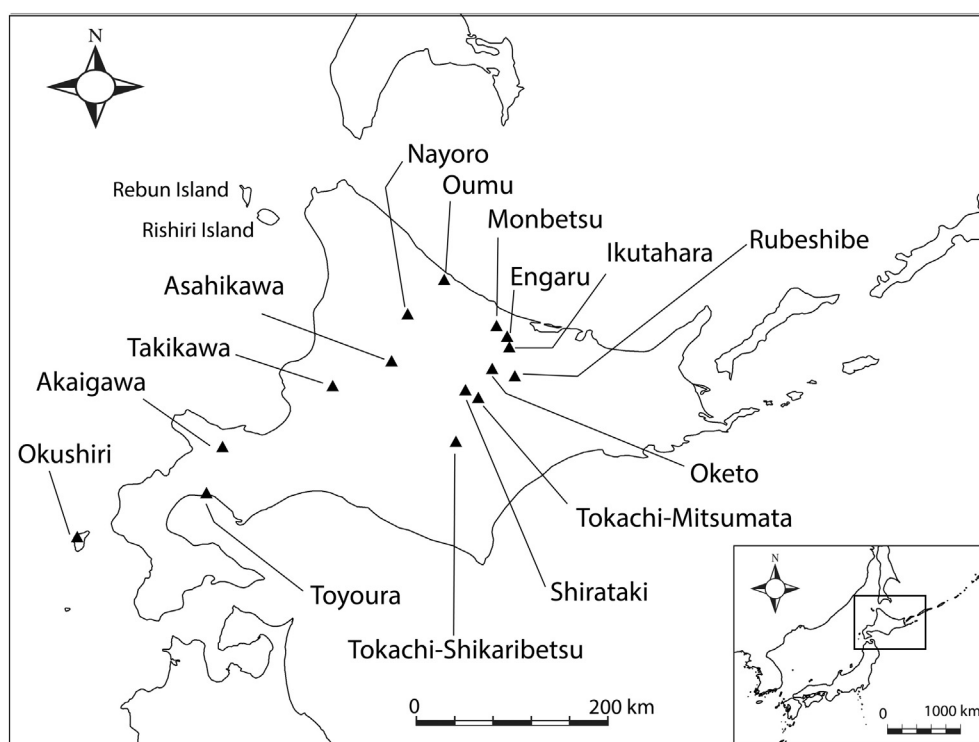 N
Nayoro
Oumu
Rebun Island
Monbetsu
Rishiri Island
Ikutahara
Rubeshibe
Engaru
Asahikawa
Takikawa
Akaigawa
Okushiri
Oketo
Tokachi-Mitsumata
Shirataki
Toyoura
Tokachi-Shikaribetsu
0 200 km
N
0 1000 km